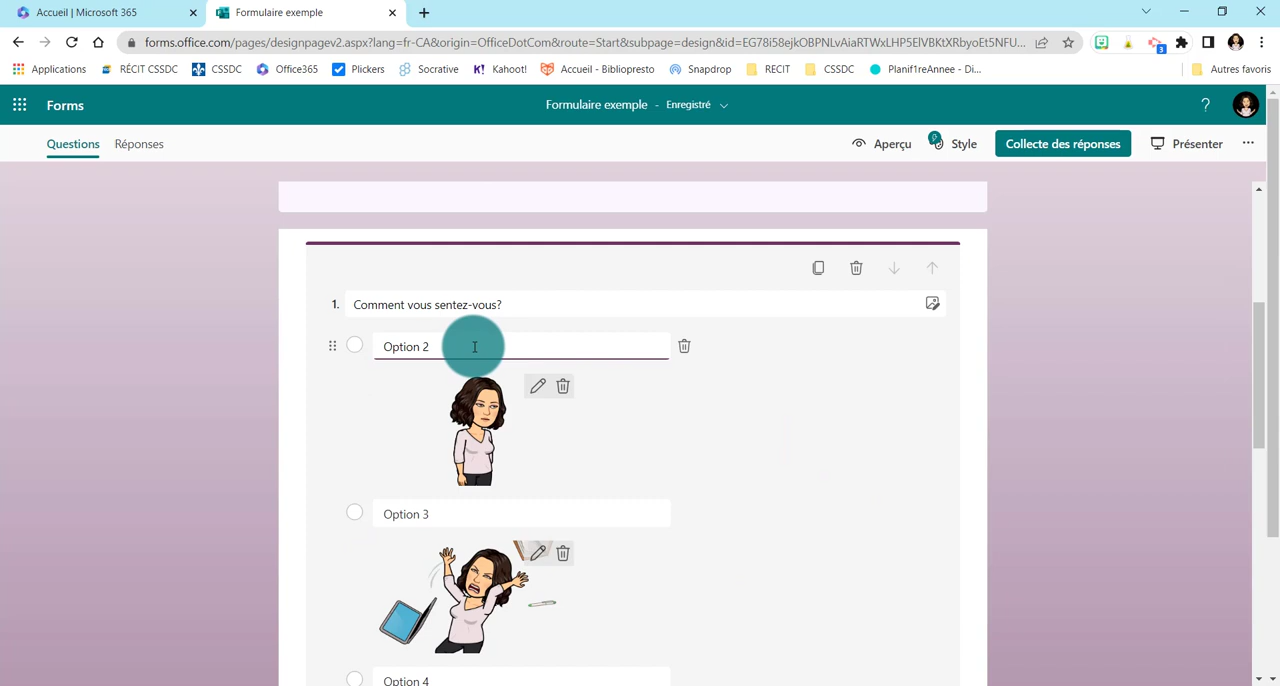 Accueil | Microsoft 365
Formulaire exemple
forms.office.com/pages/designpagev2.aspx?lang=fr-CA&origin=OfficeDotCom&route=Start&subpage=design&id=EG78i58ejkOBPNLvAiaRTWxLHP5ElVBKtXRbyoEt5NFU...
3
Applications
RÉCIT CSSDC
CSSDC
Office365
Plickers
Socrative
K! Kahoot!
Accueil - Bibliopresto
Snapdrop
RECIT
CSSDC
Planif1reAnnee - Di...
Autres favoris
Forms
Formulaire exemple - Enregistré
?
Questions
Réponses
Aperçu
Style
Collecte des réponses
Présenter
1. Comment vous sentez-vous?
Option 2
Option 3
Option 4